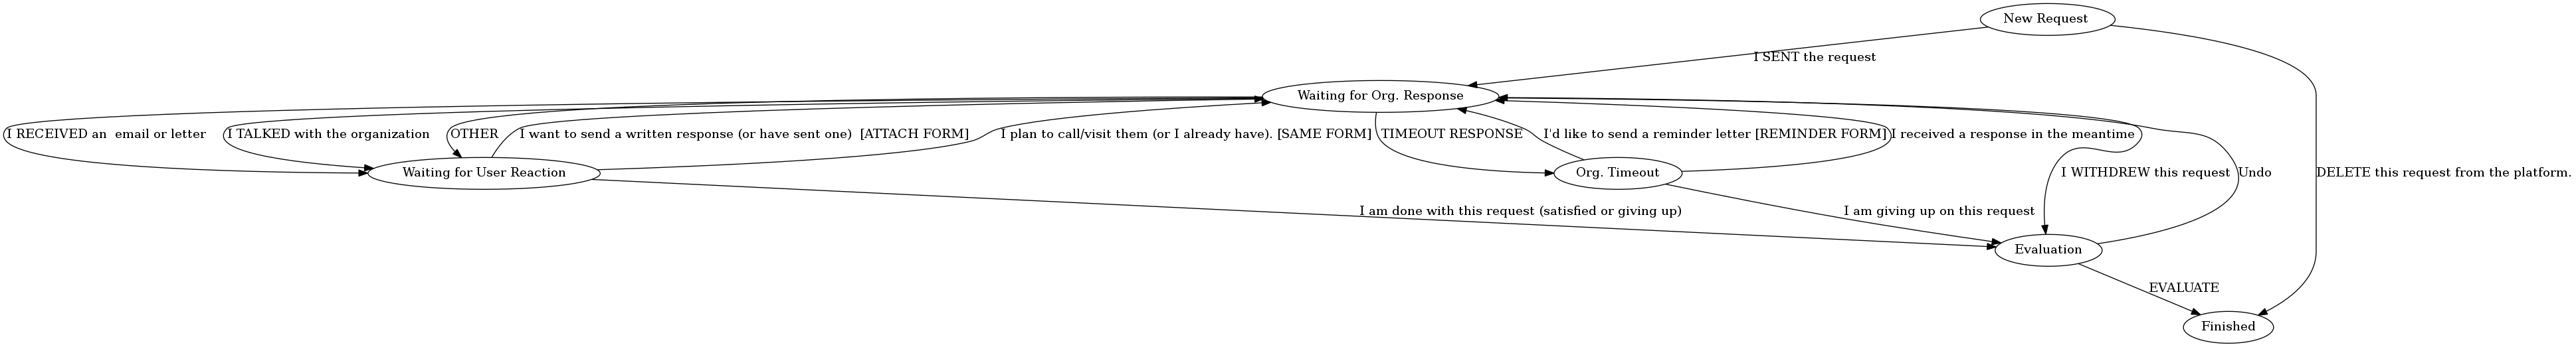 New Request
I SENT the request
Waiting for Org. Response
I RECEIVED an  email or letter
I TALKED with the organization
OTHER
I want to send a written response (or have sent one)  [ATTACH FORM]
I plan to call/visit them (or I already have). [SAME FORM]
TIMEOUT RESPONSE
I'd like to send a reminder letter [REMINDER FORM]
I received a response in the meantime
Waiting for User Reaction
Org. Timeout
I WITHDREW this request
Undo
DELETE this request from the platform.
I am done with this request (satisfied or giving up)
I am giving up on this request
Evaluation
EVALUATE
Finished